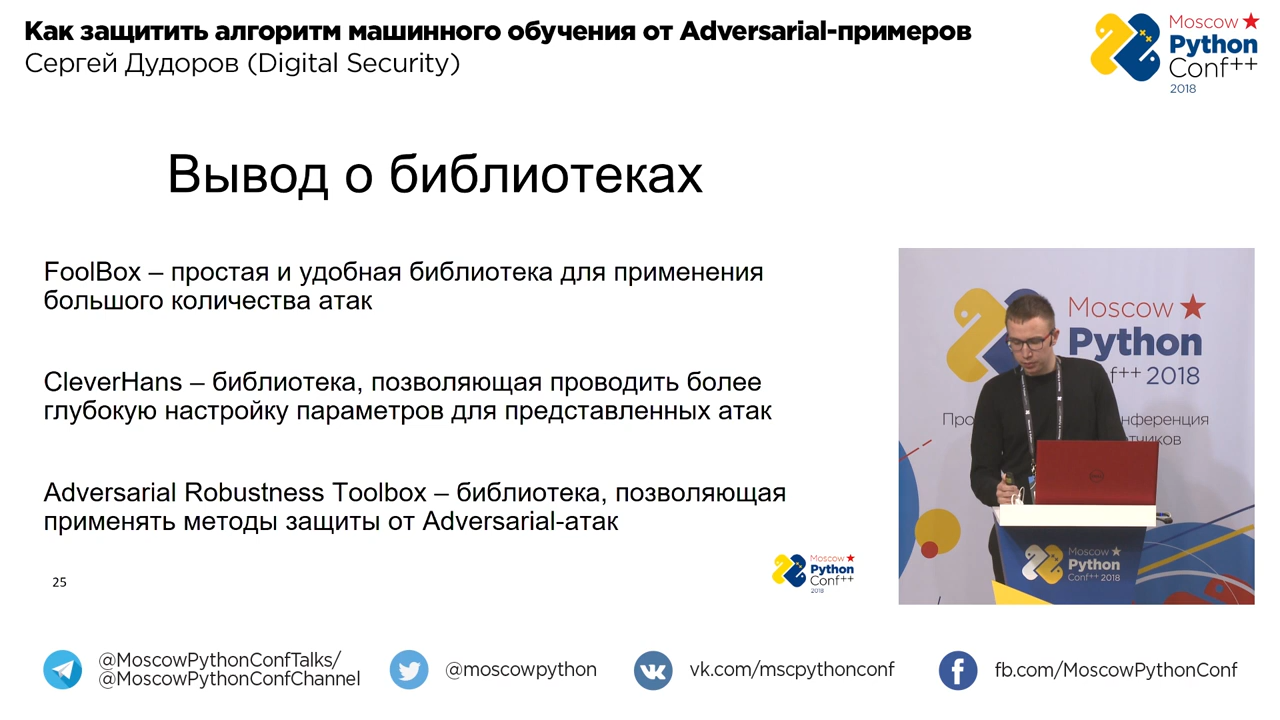 Как защитить алгоритм машинного обучения от Adversarial-примеров
Сергей Дудоров (Digital Security)
Moscow
Python
Conf++
2018
Вывод о библиотеках
FoolBox – простая и удобная библиотека для применения
большого количества атак
CleverHans – библиотека, позволяющая проводить более
глубокую настройку параметров для представленных атак
Adversarial Robustness Toolbox – библиотека, позволяющая
применять методы защиты от Adversarial-атак
25
Moscow
Python
Conf++
2018
Moscow
Python
f++ 2018
Moscow
Python
Conf++ 2018
@MoscowPythonConfTalks/
@MoscowPythonConfChannel
@moscowpython
vk.com/mscpythonconf
fb.com/MoscowPythonConf